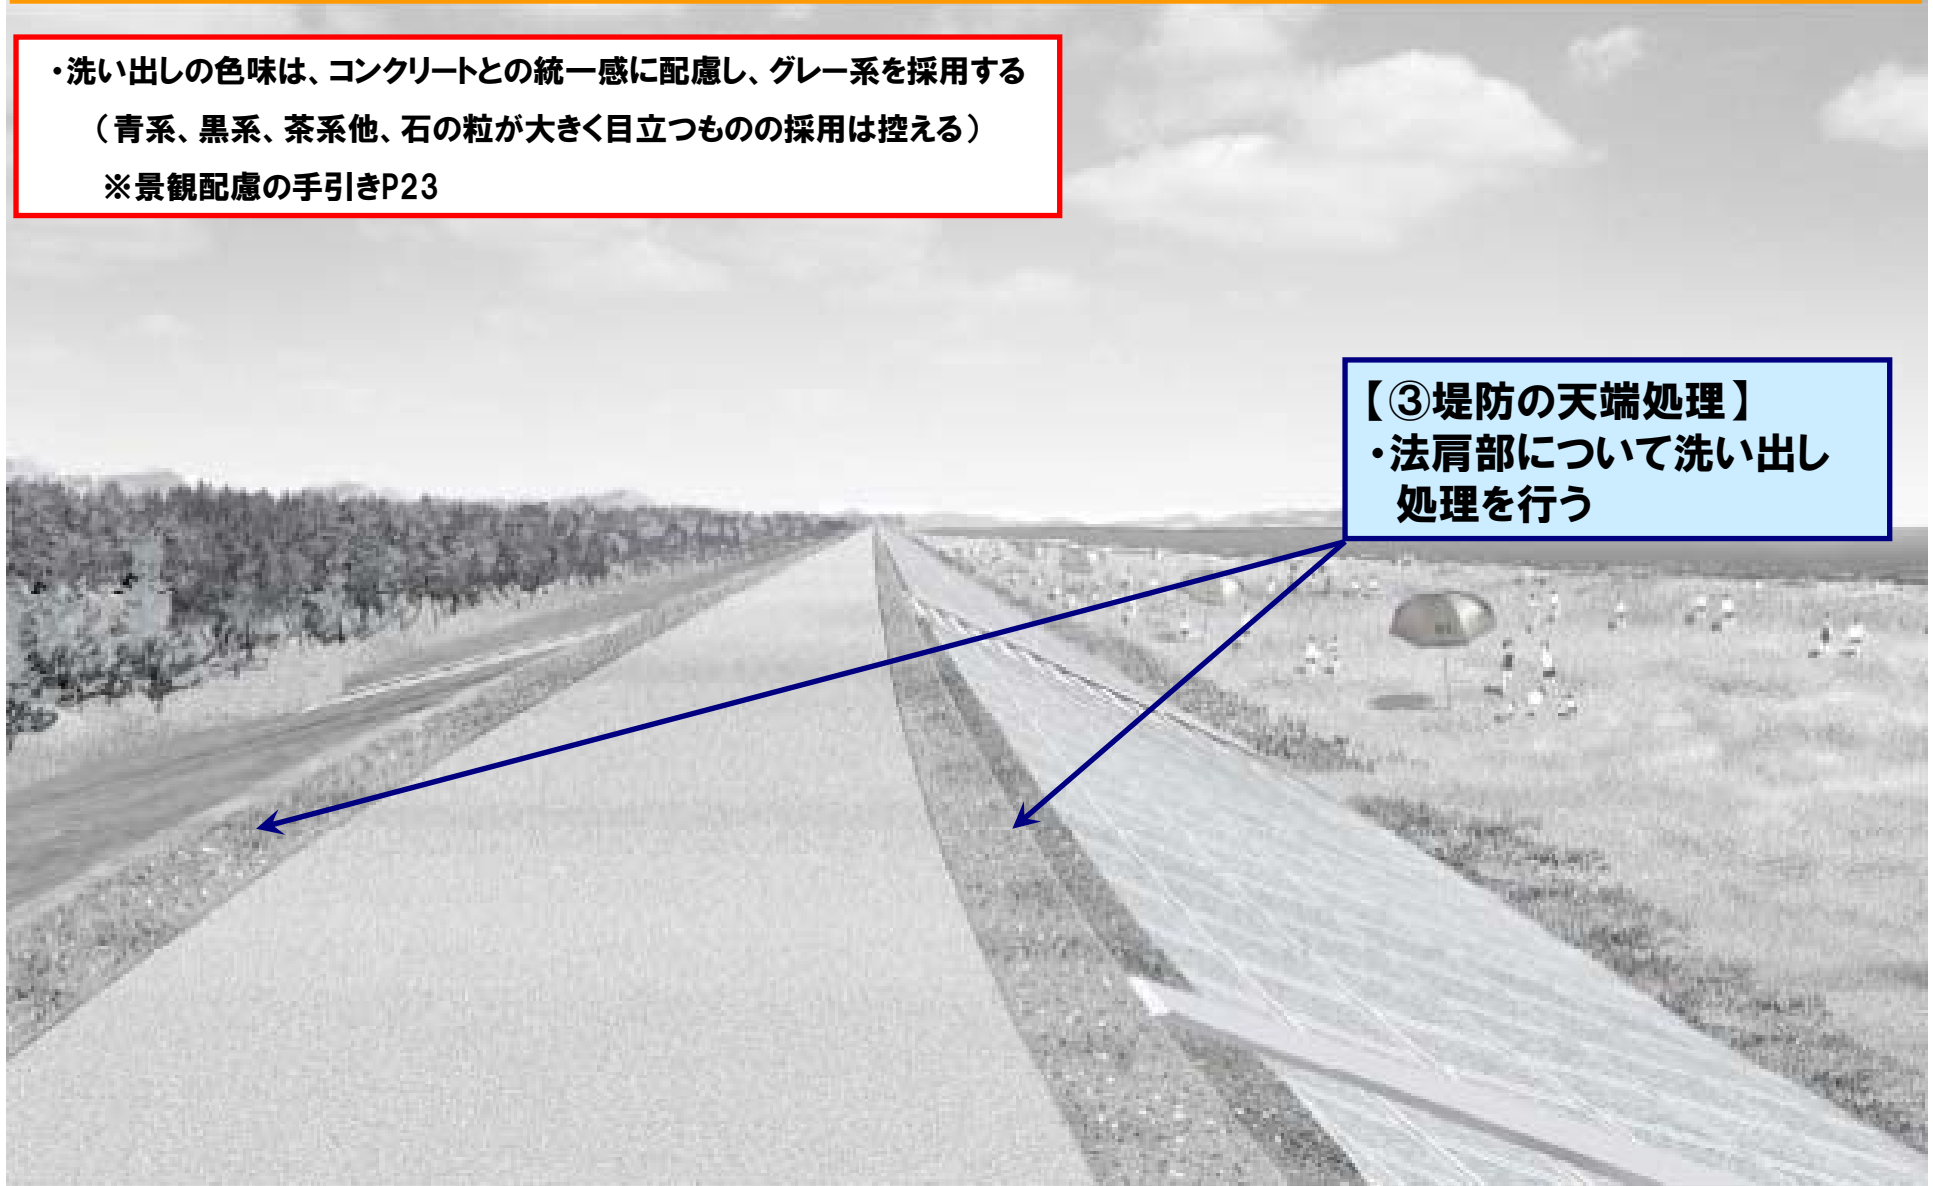 ・洗い出しの色味は、コンクリートとの統一感に配慮し、グレー系を採用する
（青系、黒系、茶系他、石の粒が大きく目立つものの採用は控える）
※景観配慮の手引きP23
【③堤防の天端処理】
・法肩部について洗い出し
処理を行う